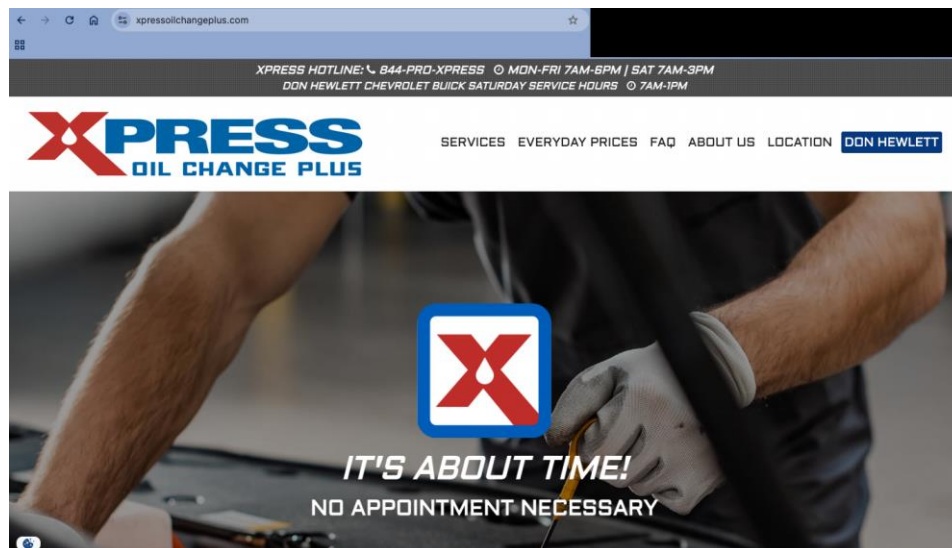 xpressoilchangeplus.com
XPRESS HOTLINE: 844-PRO-XPRESS MON-FRI 7AM-6PM | SAT 7AM-3PM
DON HEWLETT CHEVROLET BUICK SATURDAY SERVICE HOURS 7AM-1PM
XPRESS
OIL CHANGE PLUS
SERVICES EVERYDAY PRICES FAQ ABOUT US LOCATION DON HEWLETT
X
IT'S ABOUT TIME!
NO APPOINTMENT NECESSARY